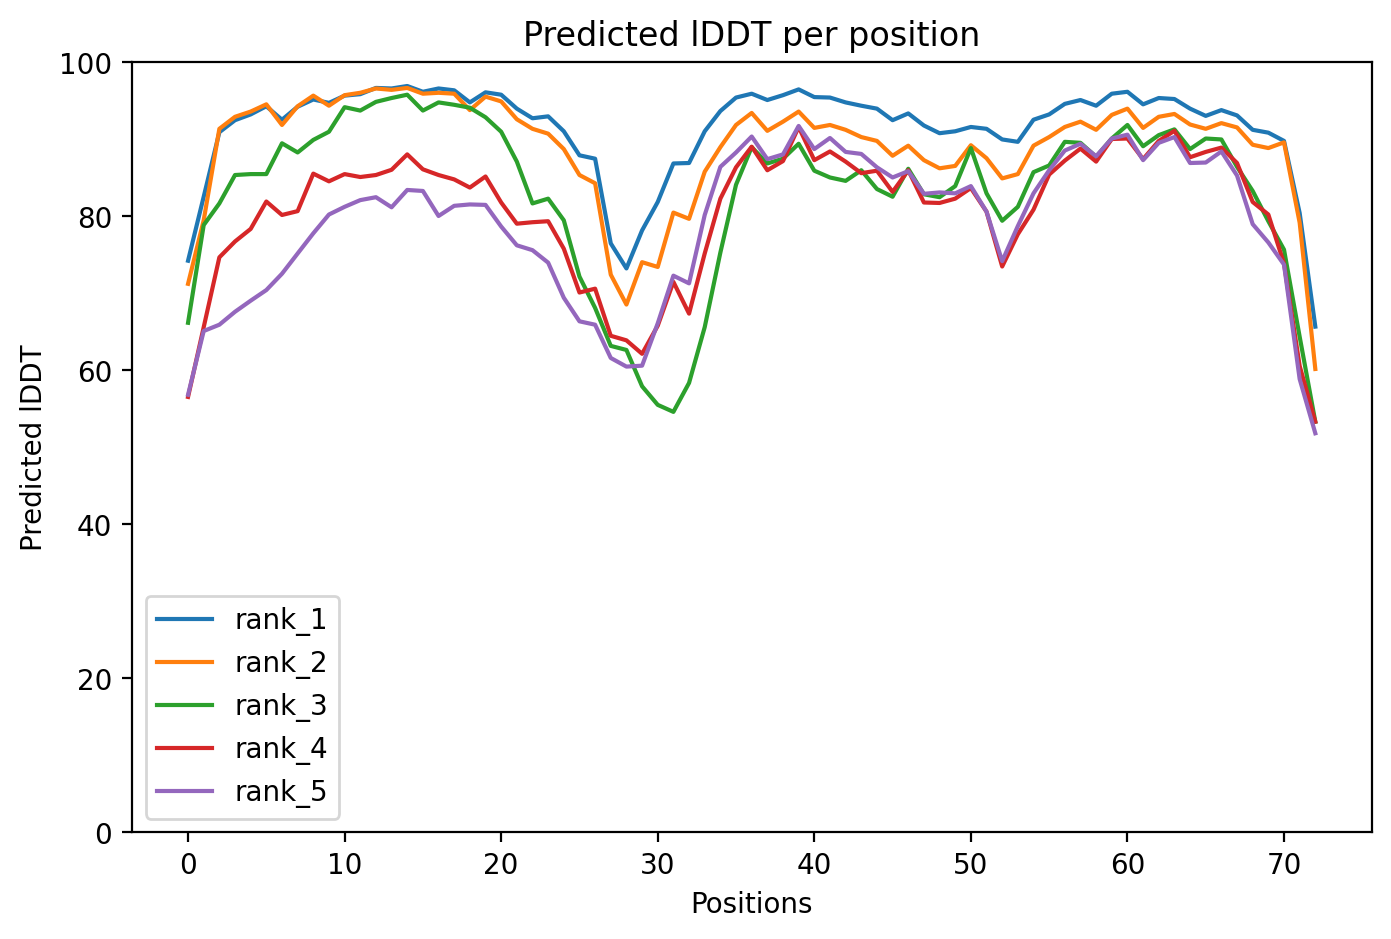 Predicted lDDT per position
100
80
60
40
20
0
Predicted lDDT
rank_1
rank_2
rank_3
rank_4
rank_5
0 10 20 30 40 50 60 70
Positions